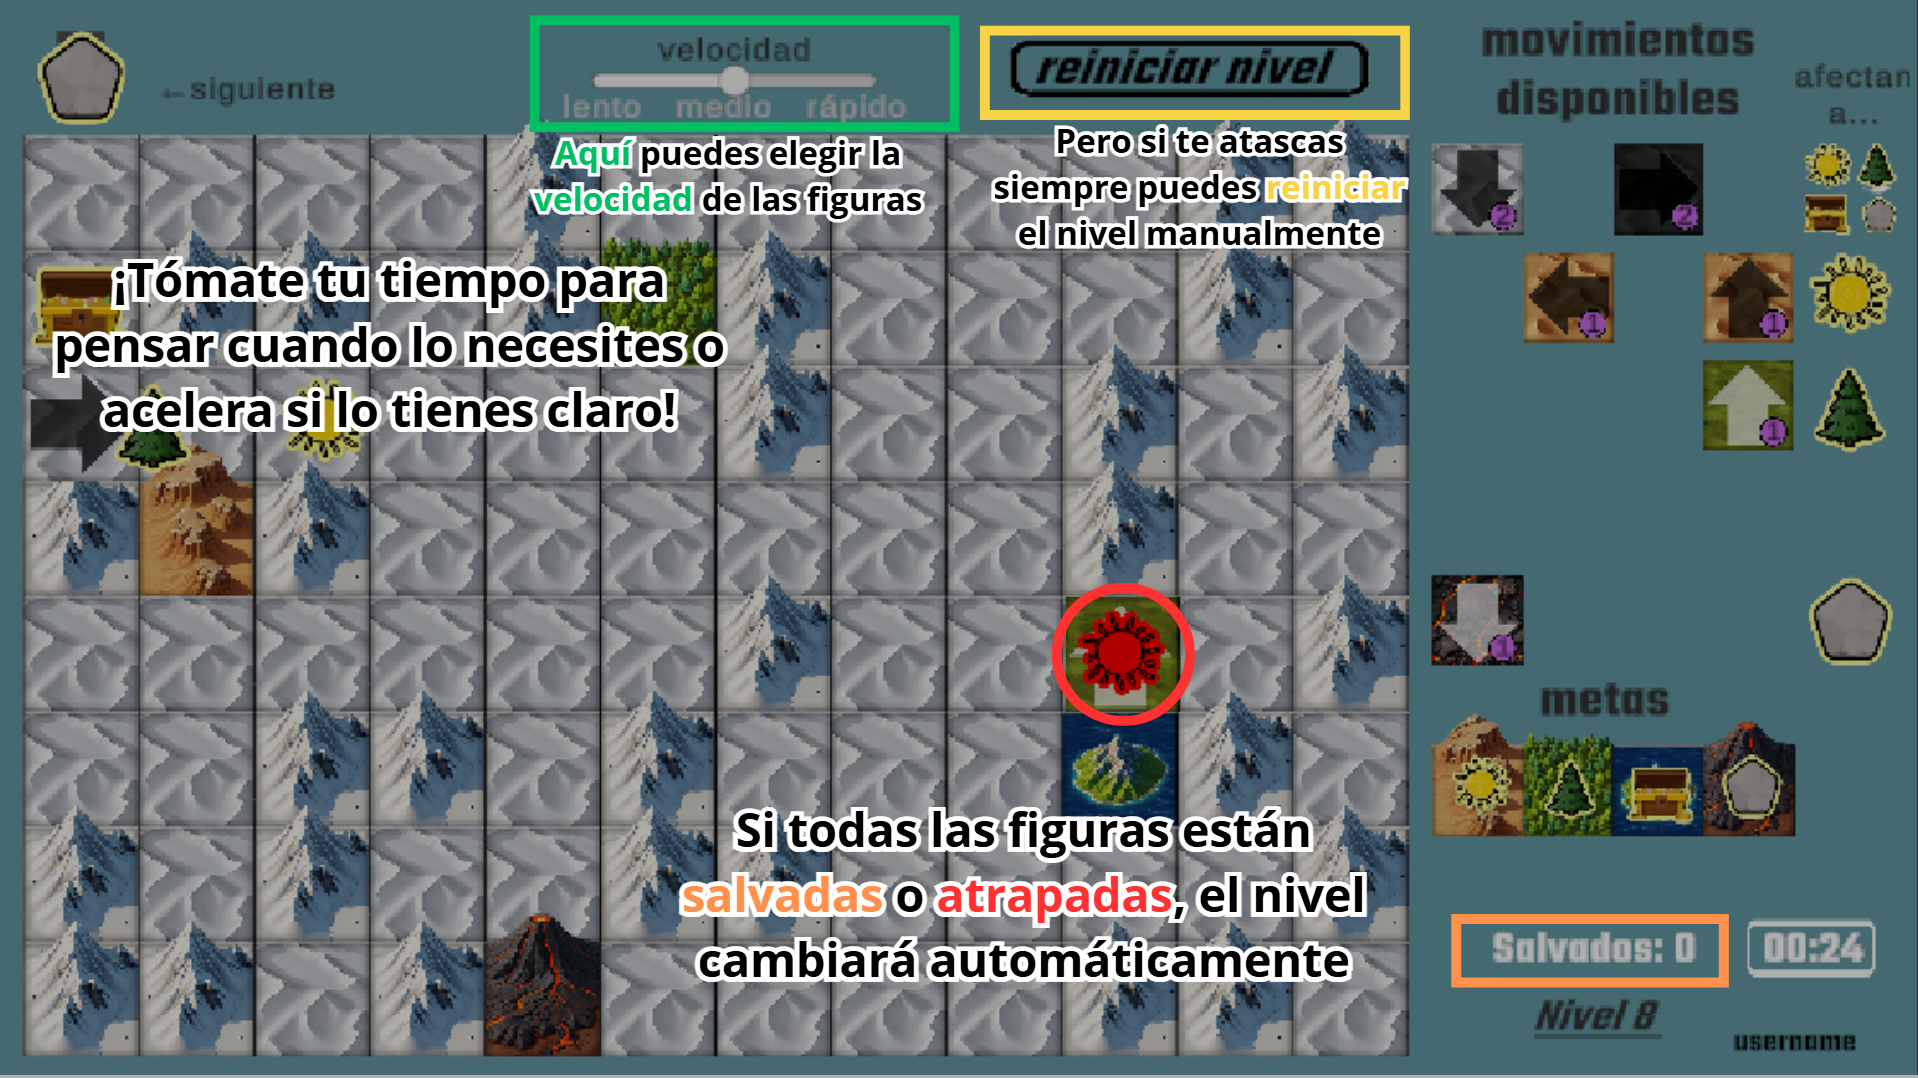 ←siguiente
velocidad
lento medio rápido
reiniciar nivel
movimientos
disponibles
afectan
a...
Aquí puedes elegir la
velocidad de las figuras
Pero si te atascas
siempre puedes reiniciar
el nivel manualmente
2
2
¡Tómate tu tiempo para
pensar cuando lo necesites o
acelera si lo tienes claro!
1
1
1
1
metas
Si todas las figuras están
salvadas o atrapadas, el nivel
cambiará automáticamente
Salvados: 0
00:24
Nivel 8
username